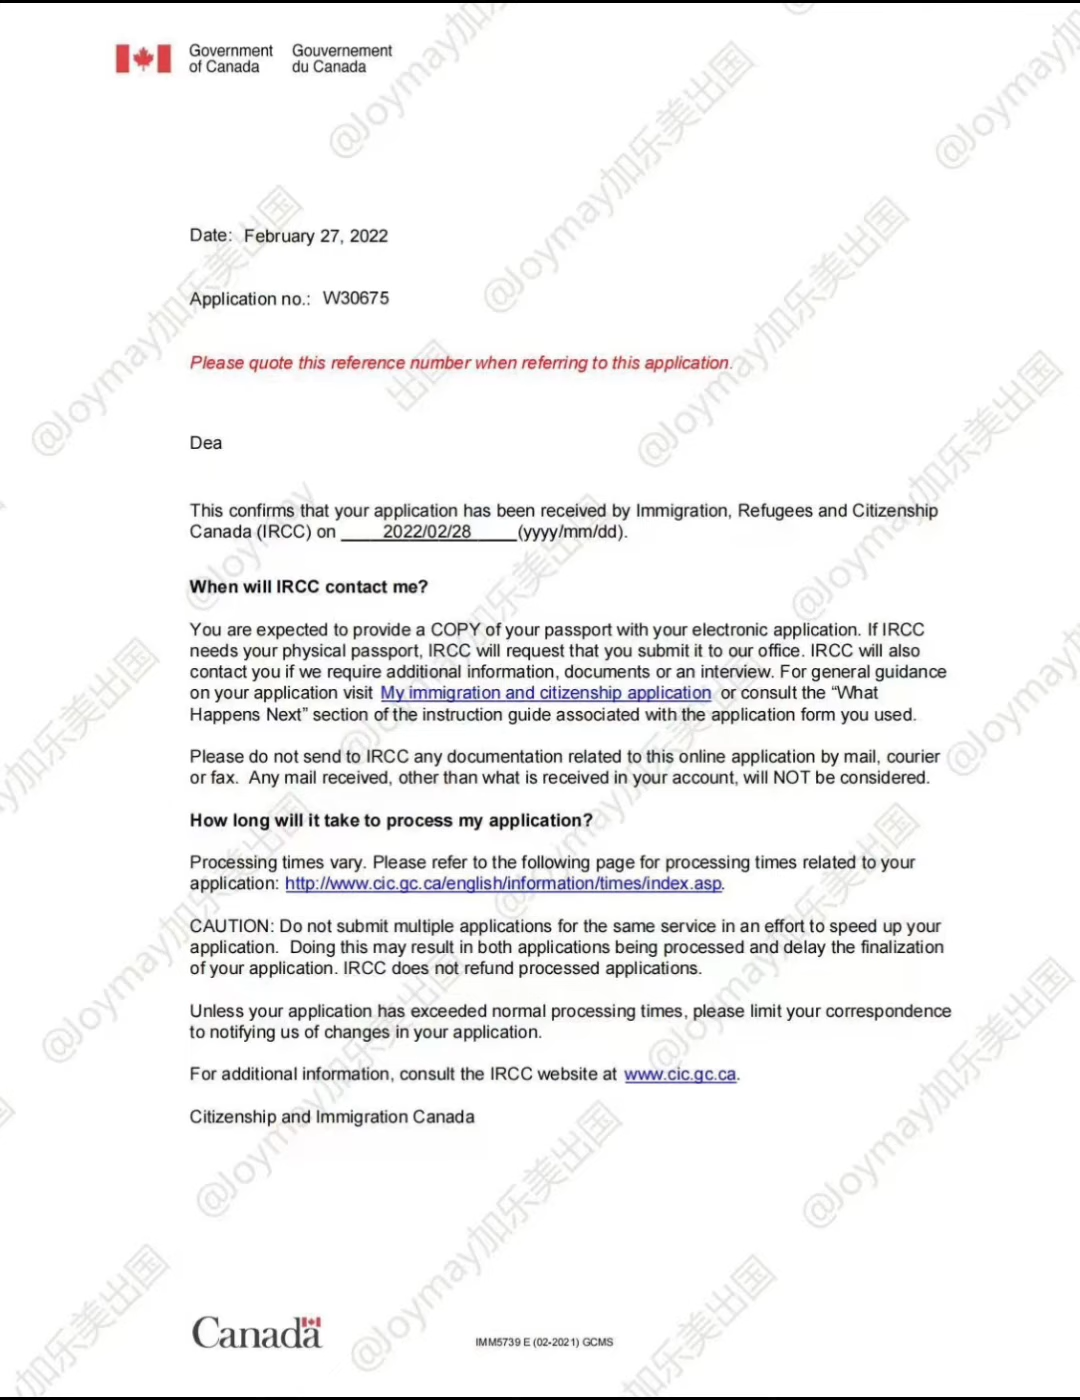 Government of Canada
Gouvernement du Canada
Date: February 27, 2022
Application no.: W30675
Please quote this reference number when referring to this application.
Dea
This confirms that your application has been received by Immigration, Refugees and Citizenship
Canada (IRCC) on ____2022/02/28____(yyyy/mm/dd).
When will IRCC contact me?
You are expected to provide a COPY of your passport with your electronic application. If IRCC
needs your physical passport, IRCC will request that you submit it to our office. IRCC will also
contact you if we require additional information, documents or an interview. For general guidance
on your application visit My immigration and citizenship application or consult the “What
Happens Next” section of the instruction guide associated with the application form you used.
Please do not send to IRCC any documentation related to this online application by mail, courier
or fax. Any mail received, other than what is received in your account, will NOT be considered.
How long will it take to process my application?
Processing times vary. Please refer to the following page for processing times related to your
application: http://www.cic.gc.ca/english/information/times/index.asp.
CAUTION: Do not submit multiple applications for the same service in an effort to speed up your
application. Doing this may result in both applications being processed and delay the finalization
of your application. IRCC does not refund processed applications.
Unless your application has exceeded normal processing times, please limit your correspondence
to notifying us of changes in your application.
For additional information, consult the IRCC website at www.cic.gc.ca.
Citizenship and Immigration Canada
Canada
IMM5739 E (02-2021) GCMS
@Joymay加乐美出国